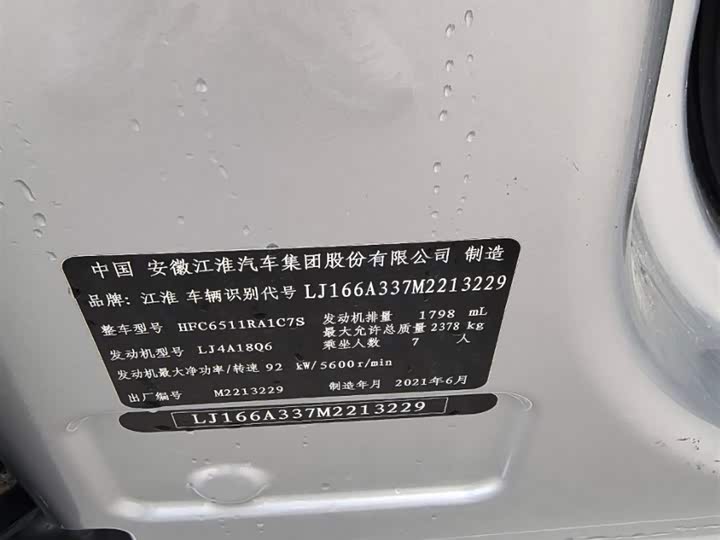 中国 安徽江淮汽车集团股份有限公司 制造
品牌: 江淮 车辆识别代号 LJ166A337M2213229
整车型号 HFC6511RA1C7S 发动机排量 1798 mL
最大允许总质量 2378 kg
发动机型号 LJ4A18Q6 乘坐人数 7 人
发动机最大净功率/转速 92 kW/5600r/min
出厂编号 M2213229 制造年月 2021年6月
LJ166A337M2213229